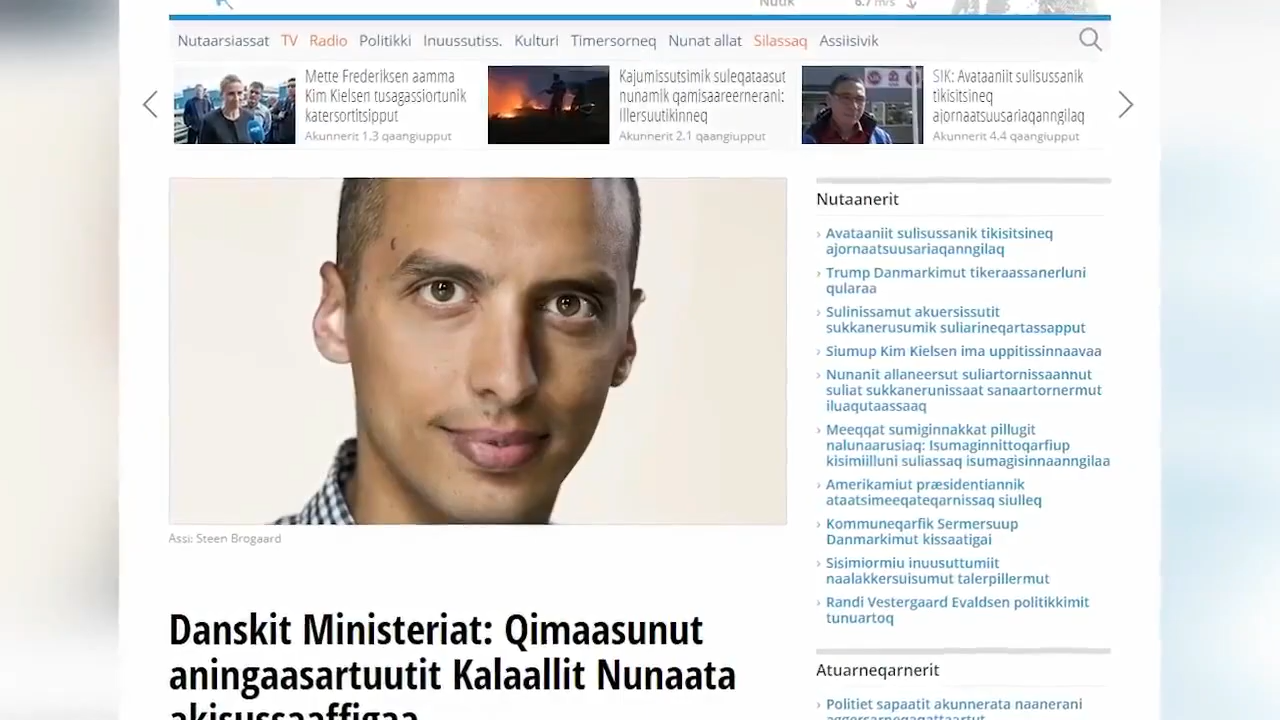 Nuuk 6.7 m/s
Nutaarsiassat TV Radio Politikki Inuussutiss. Kulturi Timersorneq Nunat allat Silassaq Assiisivik
Mette Frederiksen aamma
Kim Kielsen tusagassiortunik
katersortitsipput
Akunnerit 1.3 qaangiupput
Kajumissutsimik suleqataasut
nunamik qamisaareernerani:
Illersuutikinneq
Akunnerit 2.1 qaangiupput
SIK: Avataaniit sulisussanik
tikisitsineq
ajornaatsuusariaqanngilaq
Akunnerit 4.4 qaangiupput
Assi: Steen Brogaard
Danskit Ministeriat: Qimaasunut
aningaasartuutit Kalaallit Nunaata
akisussaaffigaa
Nutaanerit
Avataaniit sulisussanik tikisitsineq
ajornaatsuusariaqanngilaq
Trump Danmarkimut tikeraassanerluni
qularaa
Sulinissamut akuersissutit
sukkanerusumik suliarineqartassapput
Siumup Kim Kielsen ima uppitissinnaavaa
Nunanit allaneersut suliartornissaannut
suliat sukkanerunissaat sanaartornermut
iluaqutaassaaq
Meeqqat sumiginnakkat pillugit
nalunaarusiaq: Isumaginnittoqarfiup
kisimiilluni suliassaq isumagisinnaanngilaa
Amerikamiut præsidentiannik
ataatsimeeqateqarnissaq siulleq
Kommuneqarfik Sermersuup
Danmarkimut kissaatigai
Sisimiormiu inuusuttumiit
naalakkersuisumut talerpillermut
Randi Vestergaard Evaldsen politikkimit
tunuartoq
Atuarneqarnerit
Politiet sapaatit akunnerata naanerani